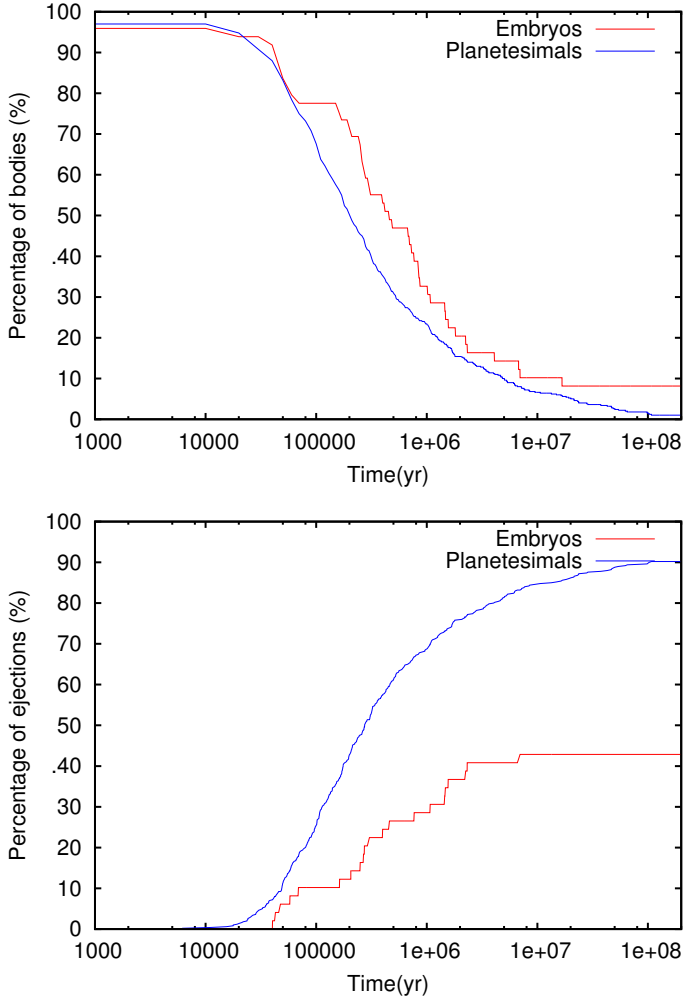 100
90
80
70
60
50
.40
30
20
10
0
Percentage of bodies (%)
Embryos
Planetesimals
1000 10000 100000 1e+06 1e+07 1e+08
Time(yr)
100
90
80
70
60
50
.40
30
20
10
0
Percentage of ejections (%)
Embryos
Planetesimals
1000 10000 100000 1e+06 1e+07 1e+08
Time(yr)